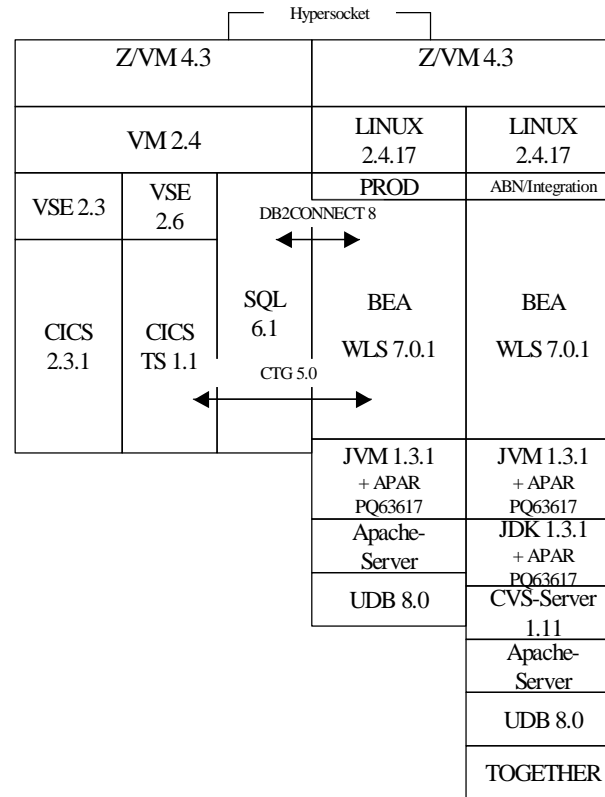 Hypersocket
Z/VM 4.3
Z/VM 4.3
VM 2.4
LINUX
2.4.17
LINUX
2.4.17
VSE 2.3
VSE
2.6
PROD
ABN/Integration
DB2CONNECT 8
SQL
6.1
BEA
WLS 7.0.1
BEA
WLS 7.0.1
CICS
2.3.1
CICS
TS 1.1
CTG 5.0
JVM 1.3.1
+ APAR
PQ63617
JVM 1.3.1
+ APAR
PQ63617
Apache-
Server
JDK 1.3.1
+ APAR
PQ63617
UDB 8.0
CVS-Server
1.11
Apache-
Server
UDB 8.0
TOGETHER